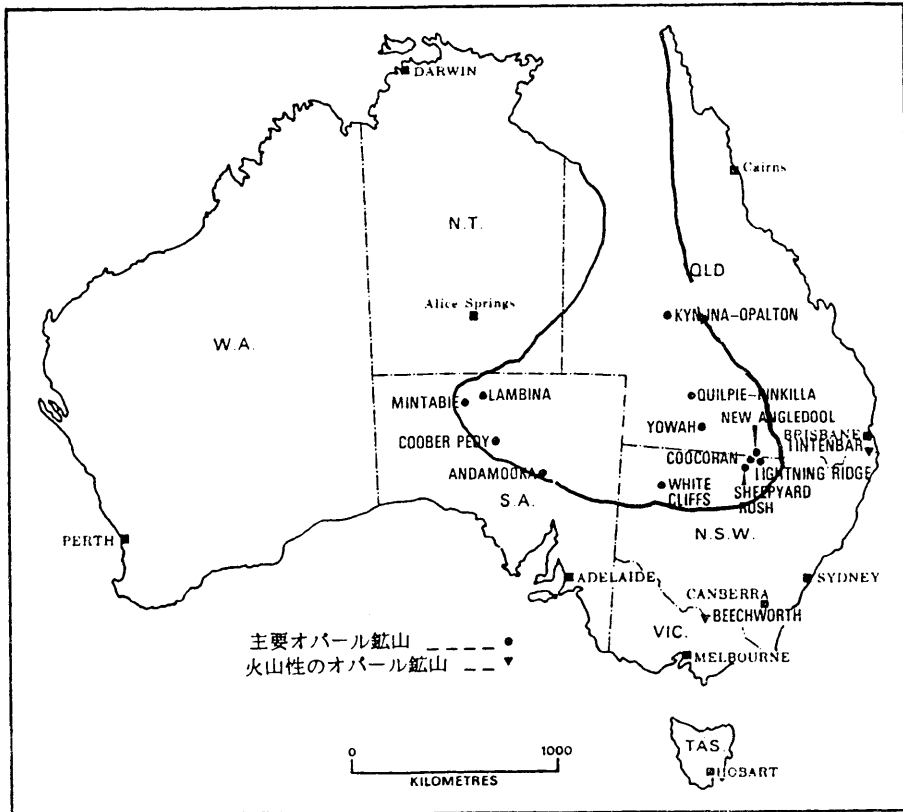 DARWIN
Cairns
N.T.
QLD
Alice Springs
KYNUNA-OPALTON
W.A.
LAMBINA
MINTABIE
QUILPIE-PINKILLA
NEW ANGLEDOOL
YOWAH
BRISBANE
TINTENBAR
COOBER PEDY
COOCORAN
LIGHTNING RIDGE
ANDAMOOKA
WHITE
CLIFFS
SHEEPYARD
RUSH
S.A.
N.S.W.
PERTH
ADELAIDE
SYDNEY
CANBERRA
BEECHWORTH
VIC.
主要オパール鉱山
火山性のオパール鉱山
MELBOURNE
TAS.
HOBART
0 1000
KILOMETRES